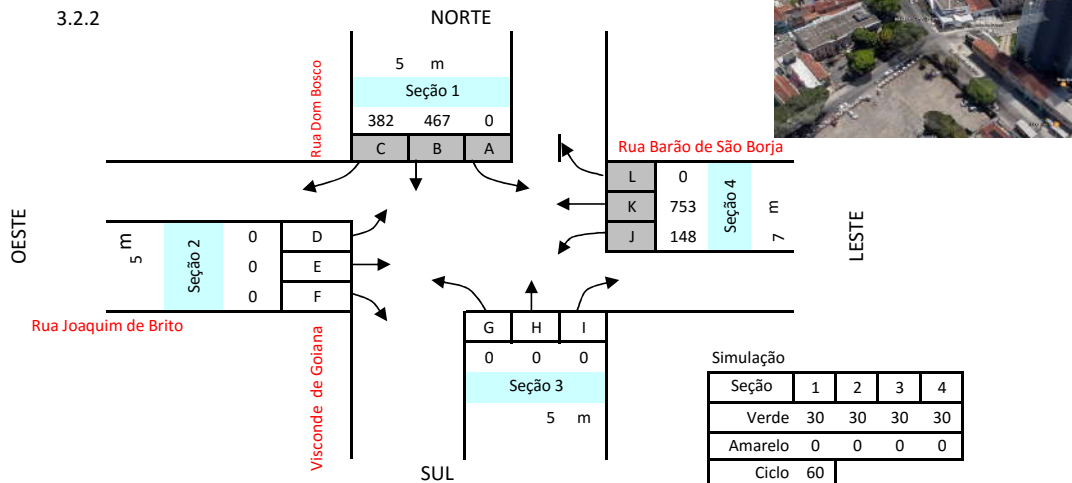 3.2.2
NORTE
Rua Dom Bosco
5 m
Seção 1
382 467 0
C B A
Rua Barão de São Borja
L 0
K 753
J 148
Seção 4
7 m
OESTE
LESTE
5 m
Seção 2
0 D
0 E
0 F
Rua Joaquim de Brito
Visconde de Goiana
G H I
0 0 0
Seção 3
5 m
SUL
Simulação
Seção 1 2 3 4
Verde 30 30 30 30
Amarelo 0 0 0 0
Ciclo 60